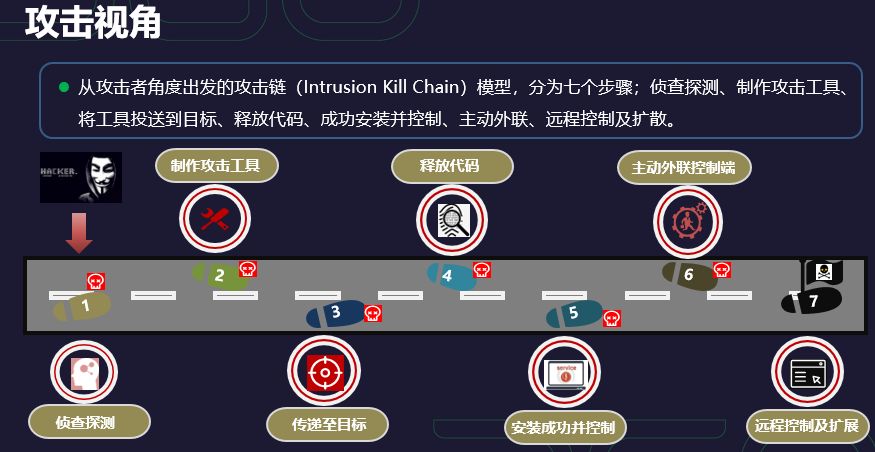 攻击视角
从攻击者角度出发的攻击链（Intrusion Kill Chain）模型，分为七个步骤；侦查探测、制作攻击工具、
将工具投送到目标、释放代码、成功安装并控制、主动外联、远程控制及扩散。
HACKER.
制作攻击工具
释放代码
主动外联控制端
1
2
3
4
5
6
7
service
侦查探测
传递至目标
安装成功并控制
远程控制及扩展